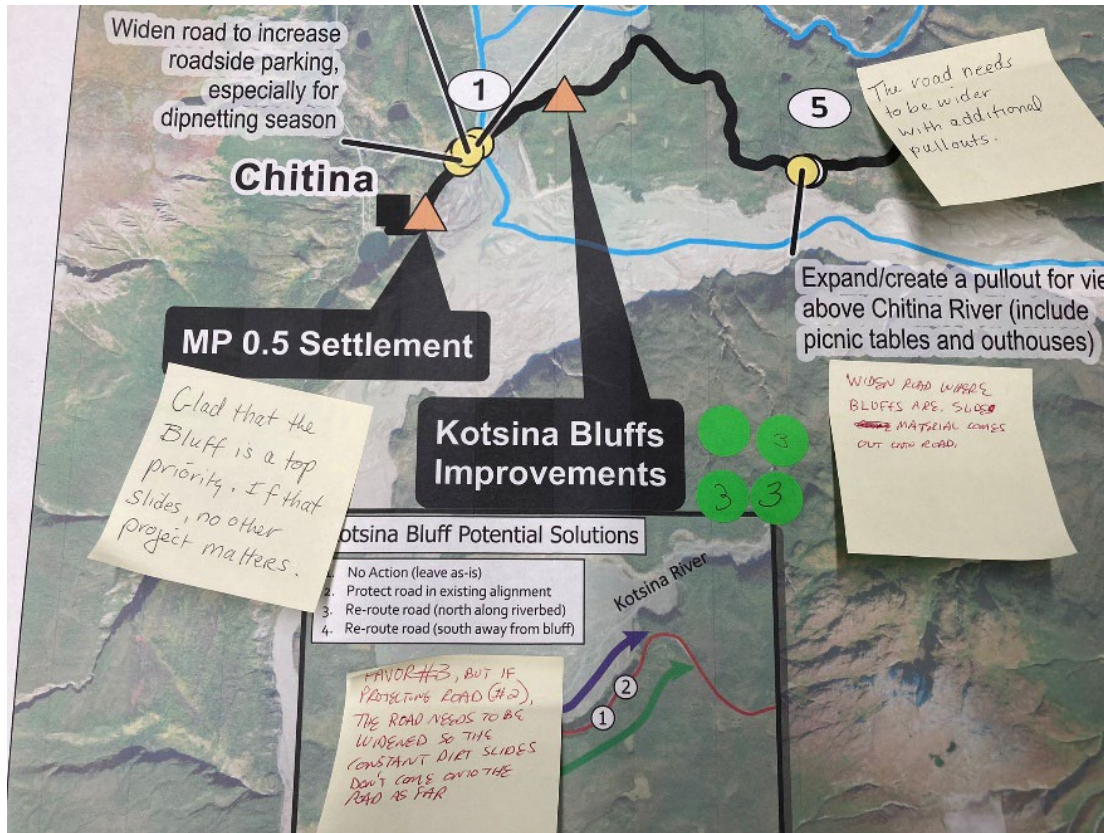 Widen road to increase
roadside parking,
especially for
dipnetting season
1
5
The road needs
to be wider
with additional
pullouts.
Chitina
MP 0.5 Settlement
Expand/create a pullout for
above Chitina River (include
picnic tables and outhouses)
Glad that the
Bluff is a top
priority. If that
slides, no other
project matters.
Kotsina Bluffs
Improvements
3
3
3
WIDEN ROAD WHERE
BLUFFS ARE. SLIDE
MATERIAL COMES
OUT ONTO ROAD.
otsina Bluff Potential Solutions
1. No Action (leave as-is)
2. Protect road in existing alignment
3. Re-route road (north along riverbed)
4. Re-route road (south away from bluff)
Kotsina River
2
1
FAVOR #3, BUT IF
PROTECTING ROAD (#2),
THE ROAD NEEDS TO BE
WIDENED SO THE
CONSTANT DIRT SLIDES
DON'T COME ONTO THE
ROAD AS FAR